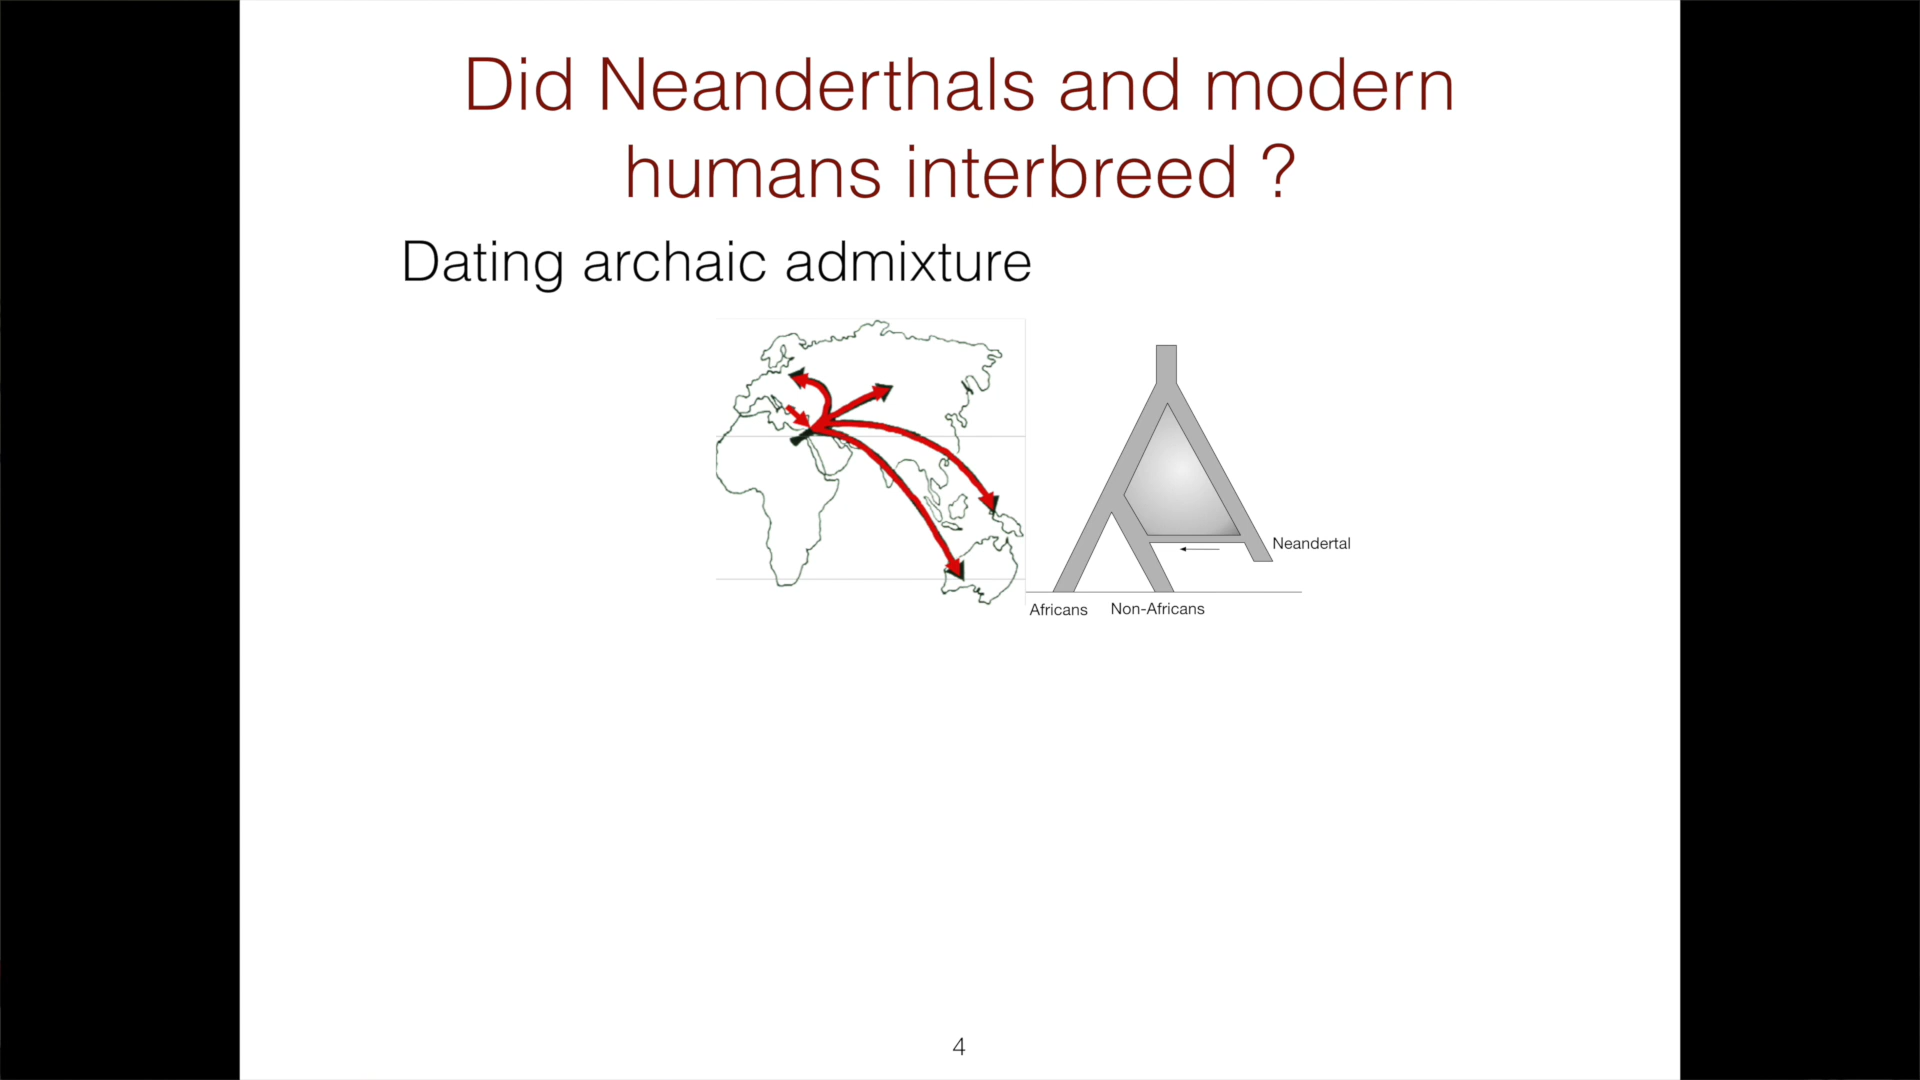 Did Neanderthals and modern
humans interbreed ?
Dating archaic admixture
Neandertal
Africans
Non-Africans
4